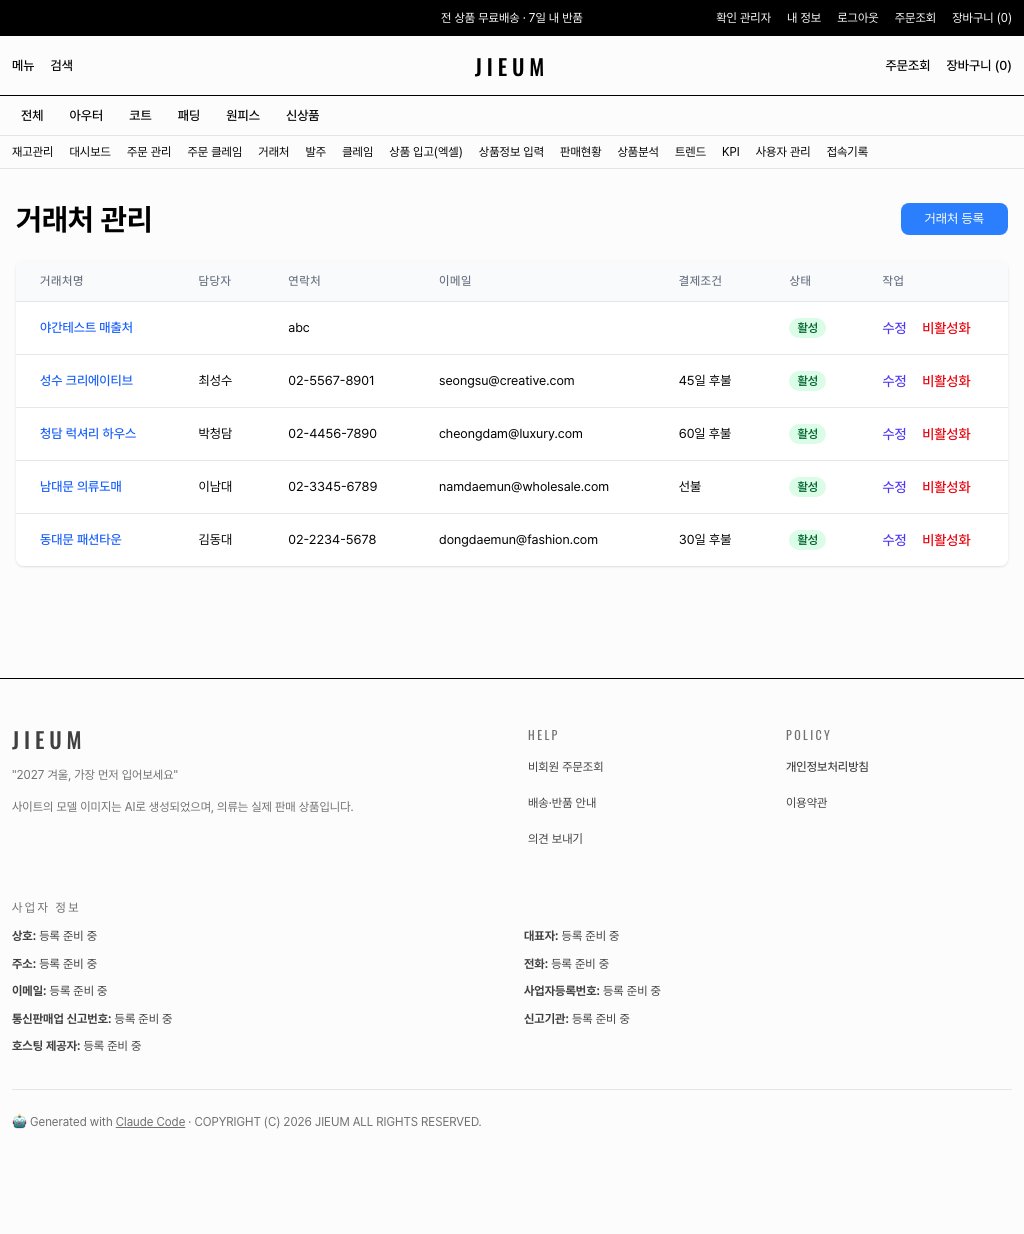 전 상품 무료배송 · 7일 내 반품 확인 관리자 내 정보 로그아웃 주문조회 장바구니 (0)
메뉴 검색 JIEUM 주문조회 장바구니 (0)
전체 아우터 코트 패딩 원피스 신상품
재고관리 대시보드 주문 관리 주문 클레임 거래처 발주 클레임 상품 입고(엑셀) 상품정보 입력 판매현황 상품분석 트렌드 KPI 사용자 관리 접속기록
거래처 관리 거래처 등록
거래처명 담당자 연락처 이메일 결제조건 상태 작업
야간테스트 매출처 abc 활성 수정 비활성화
성수 크리에이티브 최성수 02-5567-8901 seongsu@creative.com 45일 후불 활성 수정 비활성화
청담 럭셔리 하우스 박청담 02-4456-7890 cheongdam@luxury.com 60일 후불 활성 수정 비활성화
남대문 의류도매 이남대 02-3345-6789 namdaemun@wholesale.com 선불 활성 수정 비활성화
동대문 패션타운 김동대 02-2234-5678 dongdaemun@fashion.com 30일 후불 활성 수정 비활성화
JIEUM
"2027 겨울, 가장 먼저 입어보세요"
사이트의 모델 이미지는 AI로 생성되었으며, 의류는 실제 판매 상품입니다.
HELP
비회원 주문조회
배송·반품 안내
의견 보내기
POLICY
개인정보처리방침
이용약관
사업자 정보
상호: 등록 준비 중 대표자: 등록 준비 중
주소: 등록 준비 중 전화: 등록 준비 중
이메일: 등록 준비 중 사업자등록번호: 등록 준비 중
통신판매업 신고번호: 등록 준비 중 신고기관: 등록 준비 중
호스팅 제공자: 등록 준비 중
🤖 Generated with Claude Code · COPYRIGHT (C) 2026 JIEUM ALL RIGHTS RESERVED.